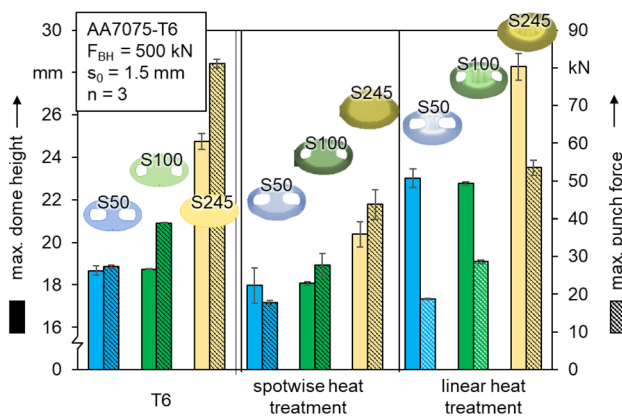 30
mm
26
24
22
20
18
16
0
max. dome height
AA7075-T6
F_BH = 500 kN
s_0 = 1.5 mm
n = 3
S50
S100
S245
S50
S100
S245
S50
S100
S245
90
kN
70
60
50
40
30
20
10
0
max. punch force
T6
spotwise heat
treatment
linear heat
treatment